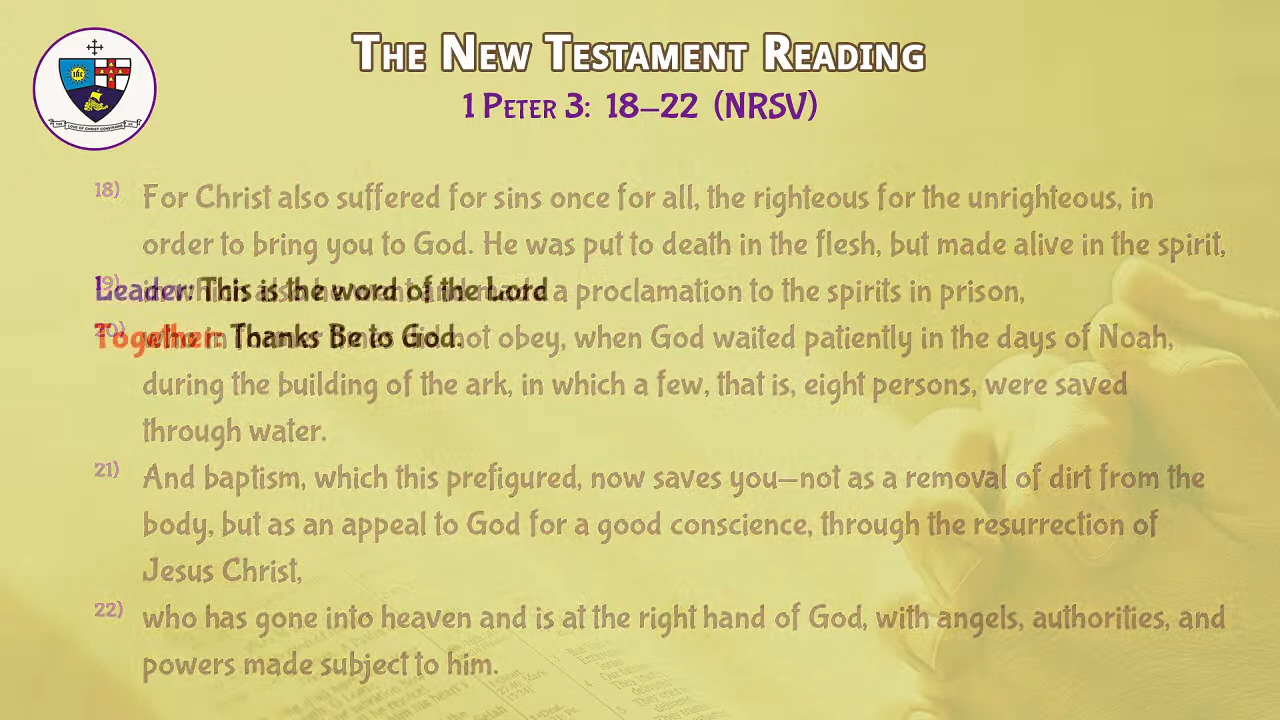 The New Testament Reading
1 Peter 3: 18–22 (NRSV)
18) For Christ also suffered for sins once for all, the righteous for the unrighteous, in
order to bring you to God. He was put to death in the flesh, but made alive in the spirit,
19) a proclamation to the spirits in prison,
Leader: This is the word of the Lord
20) not obey, when God waited patiently in the days of Noah,
Together: Thanks Be to God.
during the building of the ark, in which a few, that is, eight persons, were saved
through water.
21) And baptism, which this prefigured, now saves you—not as a removal of dirt from the
body, but as an appeal to God for a good conscience, through the resurrection of
Jesus Christ,
22) who has gone into heaven and is at the right hand of God, with angels, authorities, and
powers made subject to him.